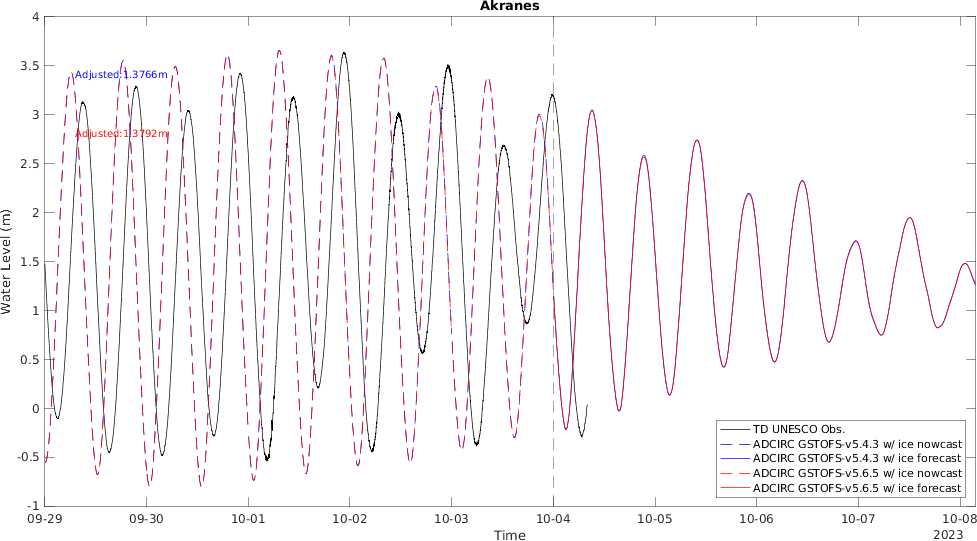 Akranes
4
3.5
3
2.5
2
1.5
1
0.5
0
-0.5
-1
Water Level (m)
Adjusted:1.3766m
Adjusted:1.3792m
TD UNESCO Obs.
ADCIRC GSTOFS-v5.4.3 w/ ice nowcast
ADCIRC GSTOFS-v5.4.3 w/ ice forecast
ADCIRC GSTOFS-v5.6.5 w/ ice nowcast
ADCIRC GSTOFS-v5.6.5 w/ ice forecast
09-29 09-30 10-01 10-02 10-03 10-04 10-05 10-06 10-07 10-08
Time 2023